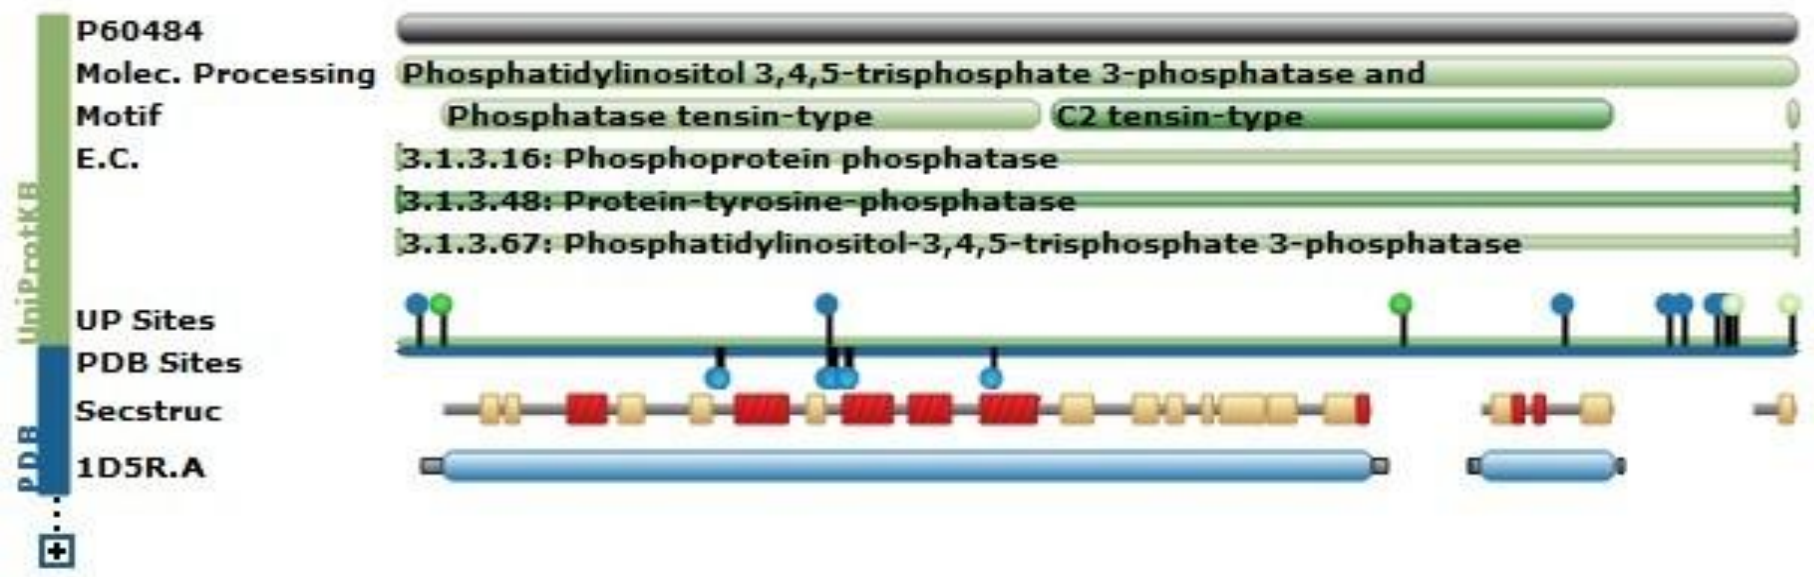 P60484
Molec. Processing Phosphatidylinositol 3,4,5-trisphosphate 3-phosphatase and
Motif Phosphatase tensin-type C2 tensin-type
E.C. 3.1.3.16: Phosphoprotein phosphatase
3.1.3.48: Protein-tyrosine-phosphatase
3.1.3.67: Phosphatidylinositol-3,4,5-trisphosphate 3-phosphatase
UniProtKB
UP Sites
PDB Sites
Secstruc
PDB
1D5R.A